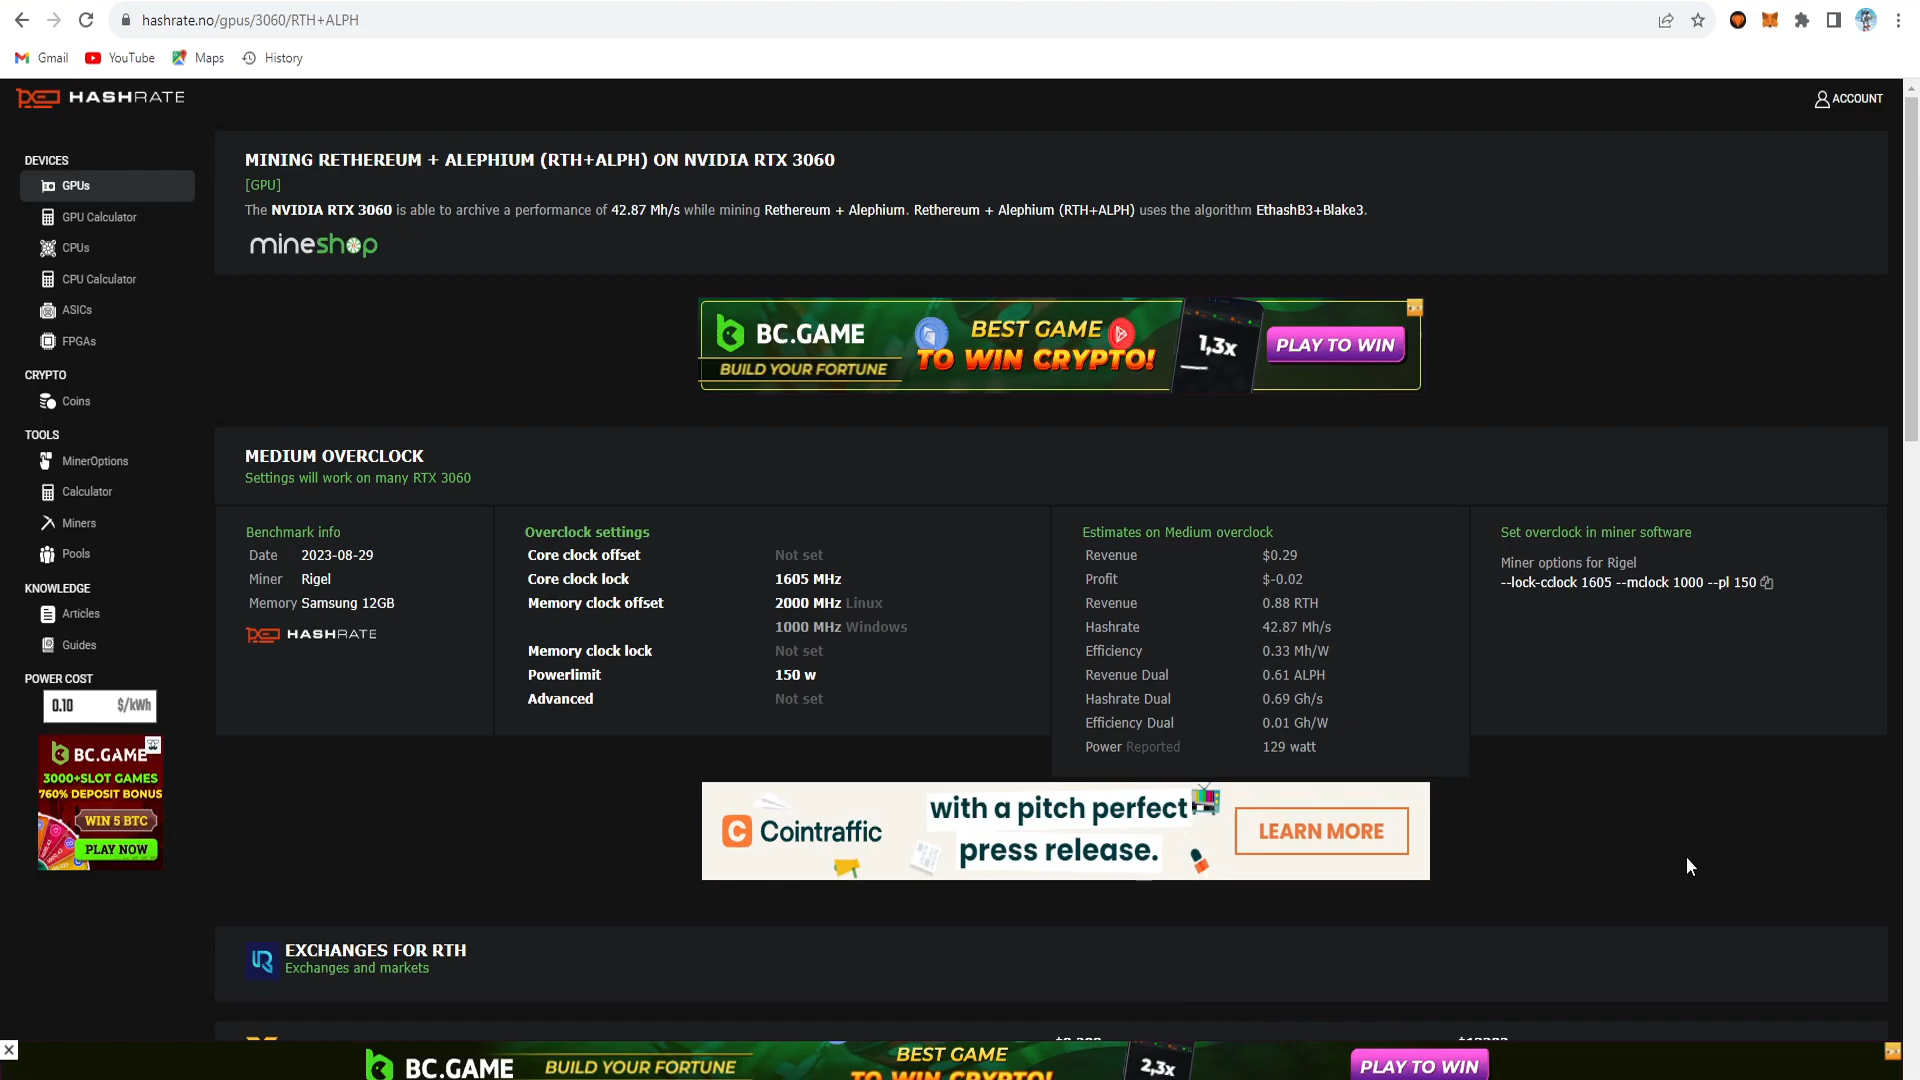 hashrate.no/gpus/3060/RTH+ALPH
Gmail YouTube Maps History
HASHRATE
ACCOUNT
DEVICES
GPUs
GPU Calculator
CPUs
CPU Calculator
ASICs
FPGAs
CRYPTO
Coins
TOOLS
MinerOptions
Calculator
Miners
Pools
KNOWLEDGE
Articles
Guides
POWER COST
0.10 $/kWh
BC.GAME
3000+SLOT GAMES
760% DEPOSIT BONUS
WIN 5 BTC
PLAY NOW
MINING RETHEREUM + ALEPHIUM (RTH+ALPH) ON NVIDIA RTX 3060
[GPU]
The NVIDIA RTX 3060 is able to archive a performance of 42.87 Mh/s while mining Rethereum + Alephium. Rethereum + Alephium (RTH+ALPH) uses the algorithm EthashB3+Blake3.
mineshop
BC.GAME
BUILD YOUR FORTUNE
BEST GAME
TO WIN CRYPTO!
1,3x
PLAY TO WIN
MEDIUM OVERCLOCK
Settings will work on many RTX 3060
Benchmark info
Date 2023-08-29
Miner Rigel
Memory Samsung 12GB
HASHRATE
Overclock settings
Core clock offset Not set
Core clock lock 1605 MHz
Memory clock offset 2000 MHz Linux
1000 MHz Windows
Memory clock lock Not set
Powerlimit 150 w
Advanced Not set
Estimates on Medium overclock
Revenue $0.29
Profit $-0.02
Revenue 0.88 RTH
Hashrate 42.87 Mh/s
Efficiency 0.33 Mh/W
Revenue Dual 0.61 ALPH
Hashrate Dual 0.69 Gh/s
Efficiency Dual 0.01 Gh/W
Power Reported 129 watt
Set overclock in miner software
Miner options for Rigel
--lock-cclock 1605 --mclock 1000 --pl 150
Cointraffic
with a pitch perfect
press release.
LEARN MORE
EXCHANGES FOR RTH
Exchanges and markets
BC.GAME
BUILD YOUR FORTUNE
BEST GAME
TO WIN CRYPTO!
2,3x
PLAY TO WIN